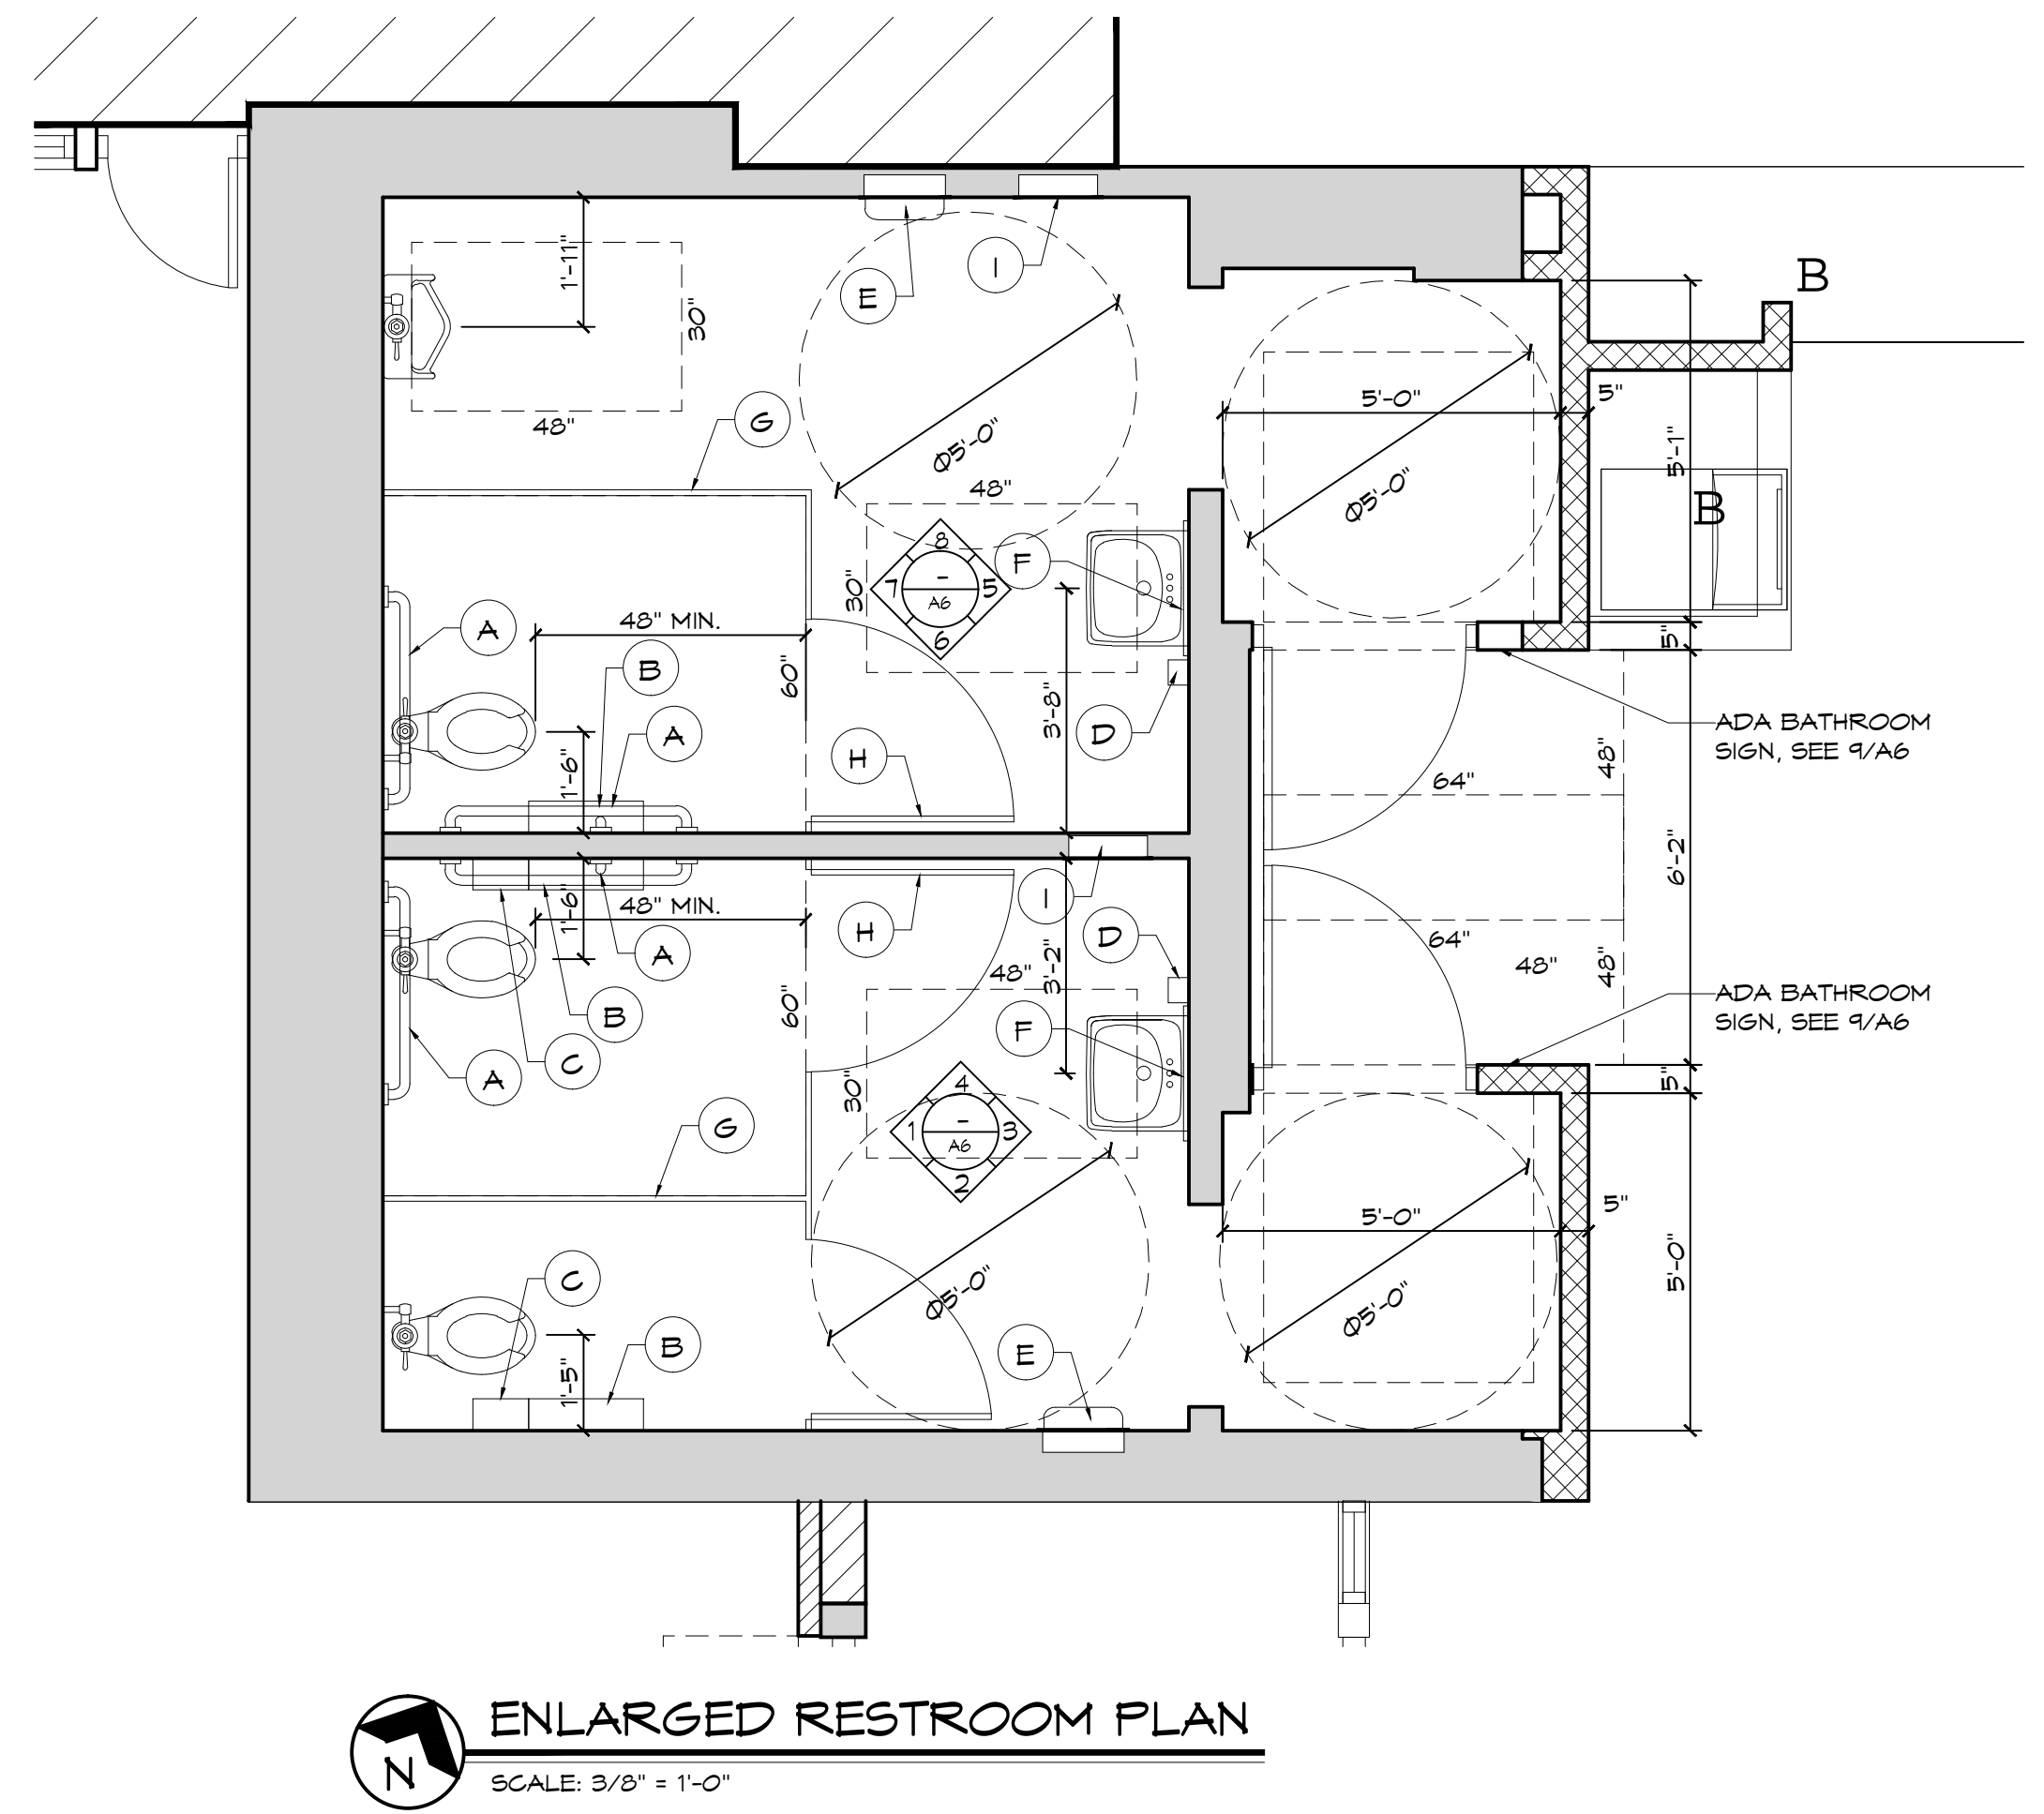 B
1'-11"
E
I
30"
G
5'-0"
5"
48"
Ø5'-0"
48"
Ø5'-0"
5'-1"
B
8
7
-
5
A6
6
F
30"
A
48" MIN.
B
60"
5"
3'-8"
A
D
H
1'-6"
ADA BATHROOM
SIGN, SEE 9/A6
48"
64"
6'-2"
1'-6"
48" MIN.
I
H
D
A
3'-2"
64"
48"
48"
48"
60"
B
F
C
A
ADA BATHROOM
SIGN, SEE 9/A6
5"
30"
4
1
-
3
A6
2
G
5"
5'-0"
5'-0"
C
Ø5'-0"
Ø5'-0"
B
E
1'-5"
ENLARGED RESTROOM PLAN
N
SCALE: 3/8" = 1'-0"